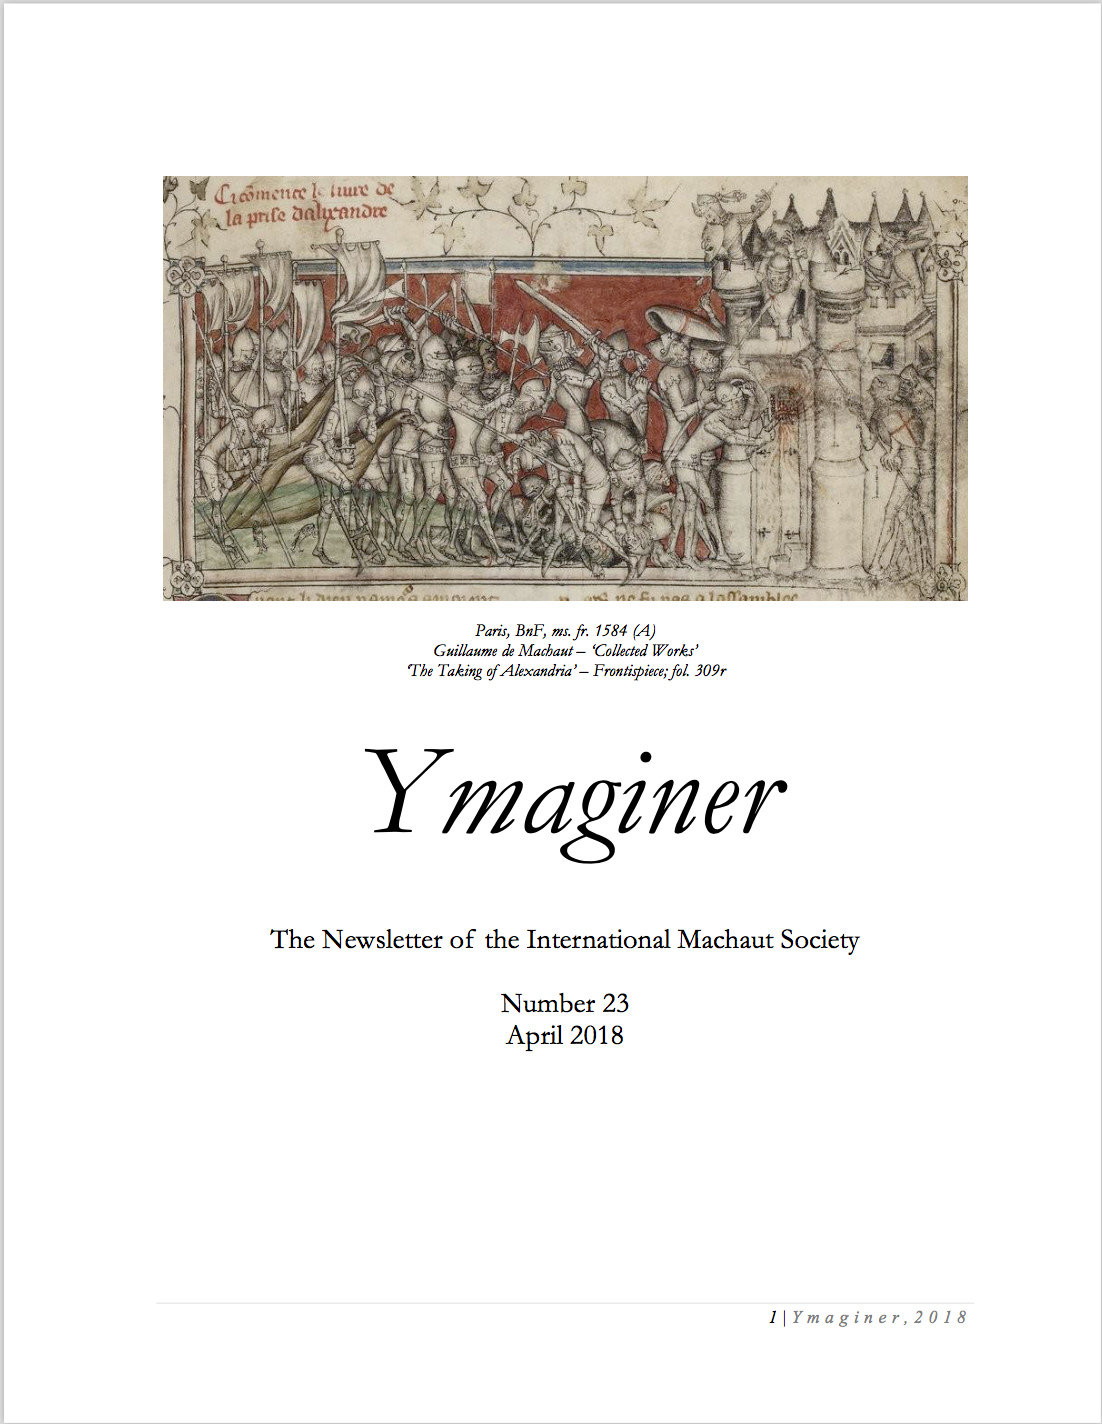 Ci cõmence le liure de
la prise dalixandre
Paris, BnF, ms. fr. 1584 (A)
Guillaume de Machaut – ‘Collected Works’
‘The Taking of Alexandria’ – Frontispiece; fol. 309r
Ymaginer
The Newsletter of the International Machaut Society
Number 23
April 2018
1 | Ymaginer, 2018